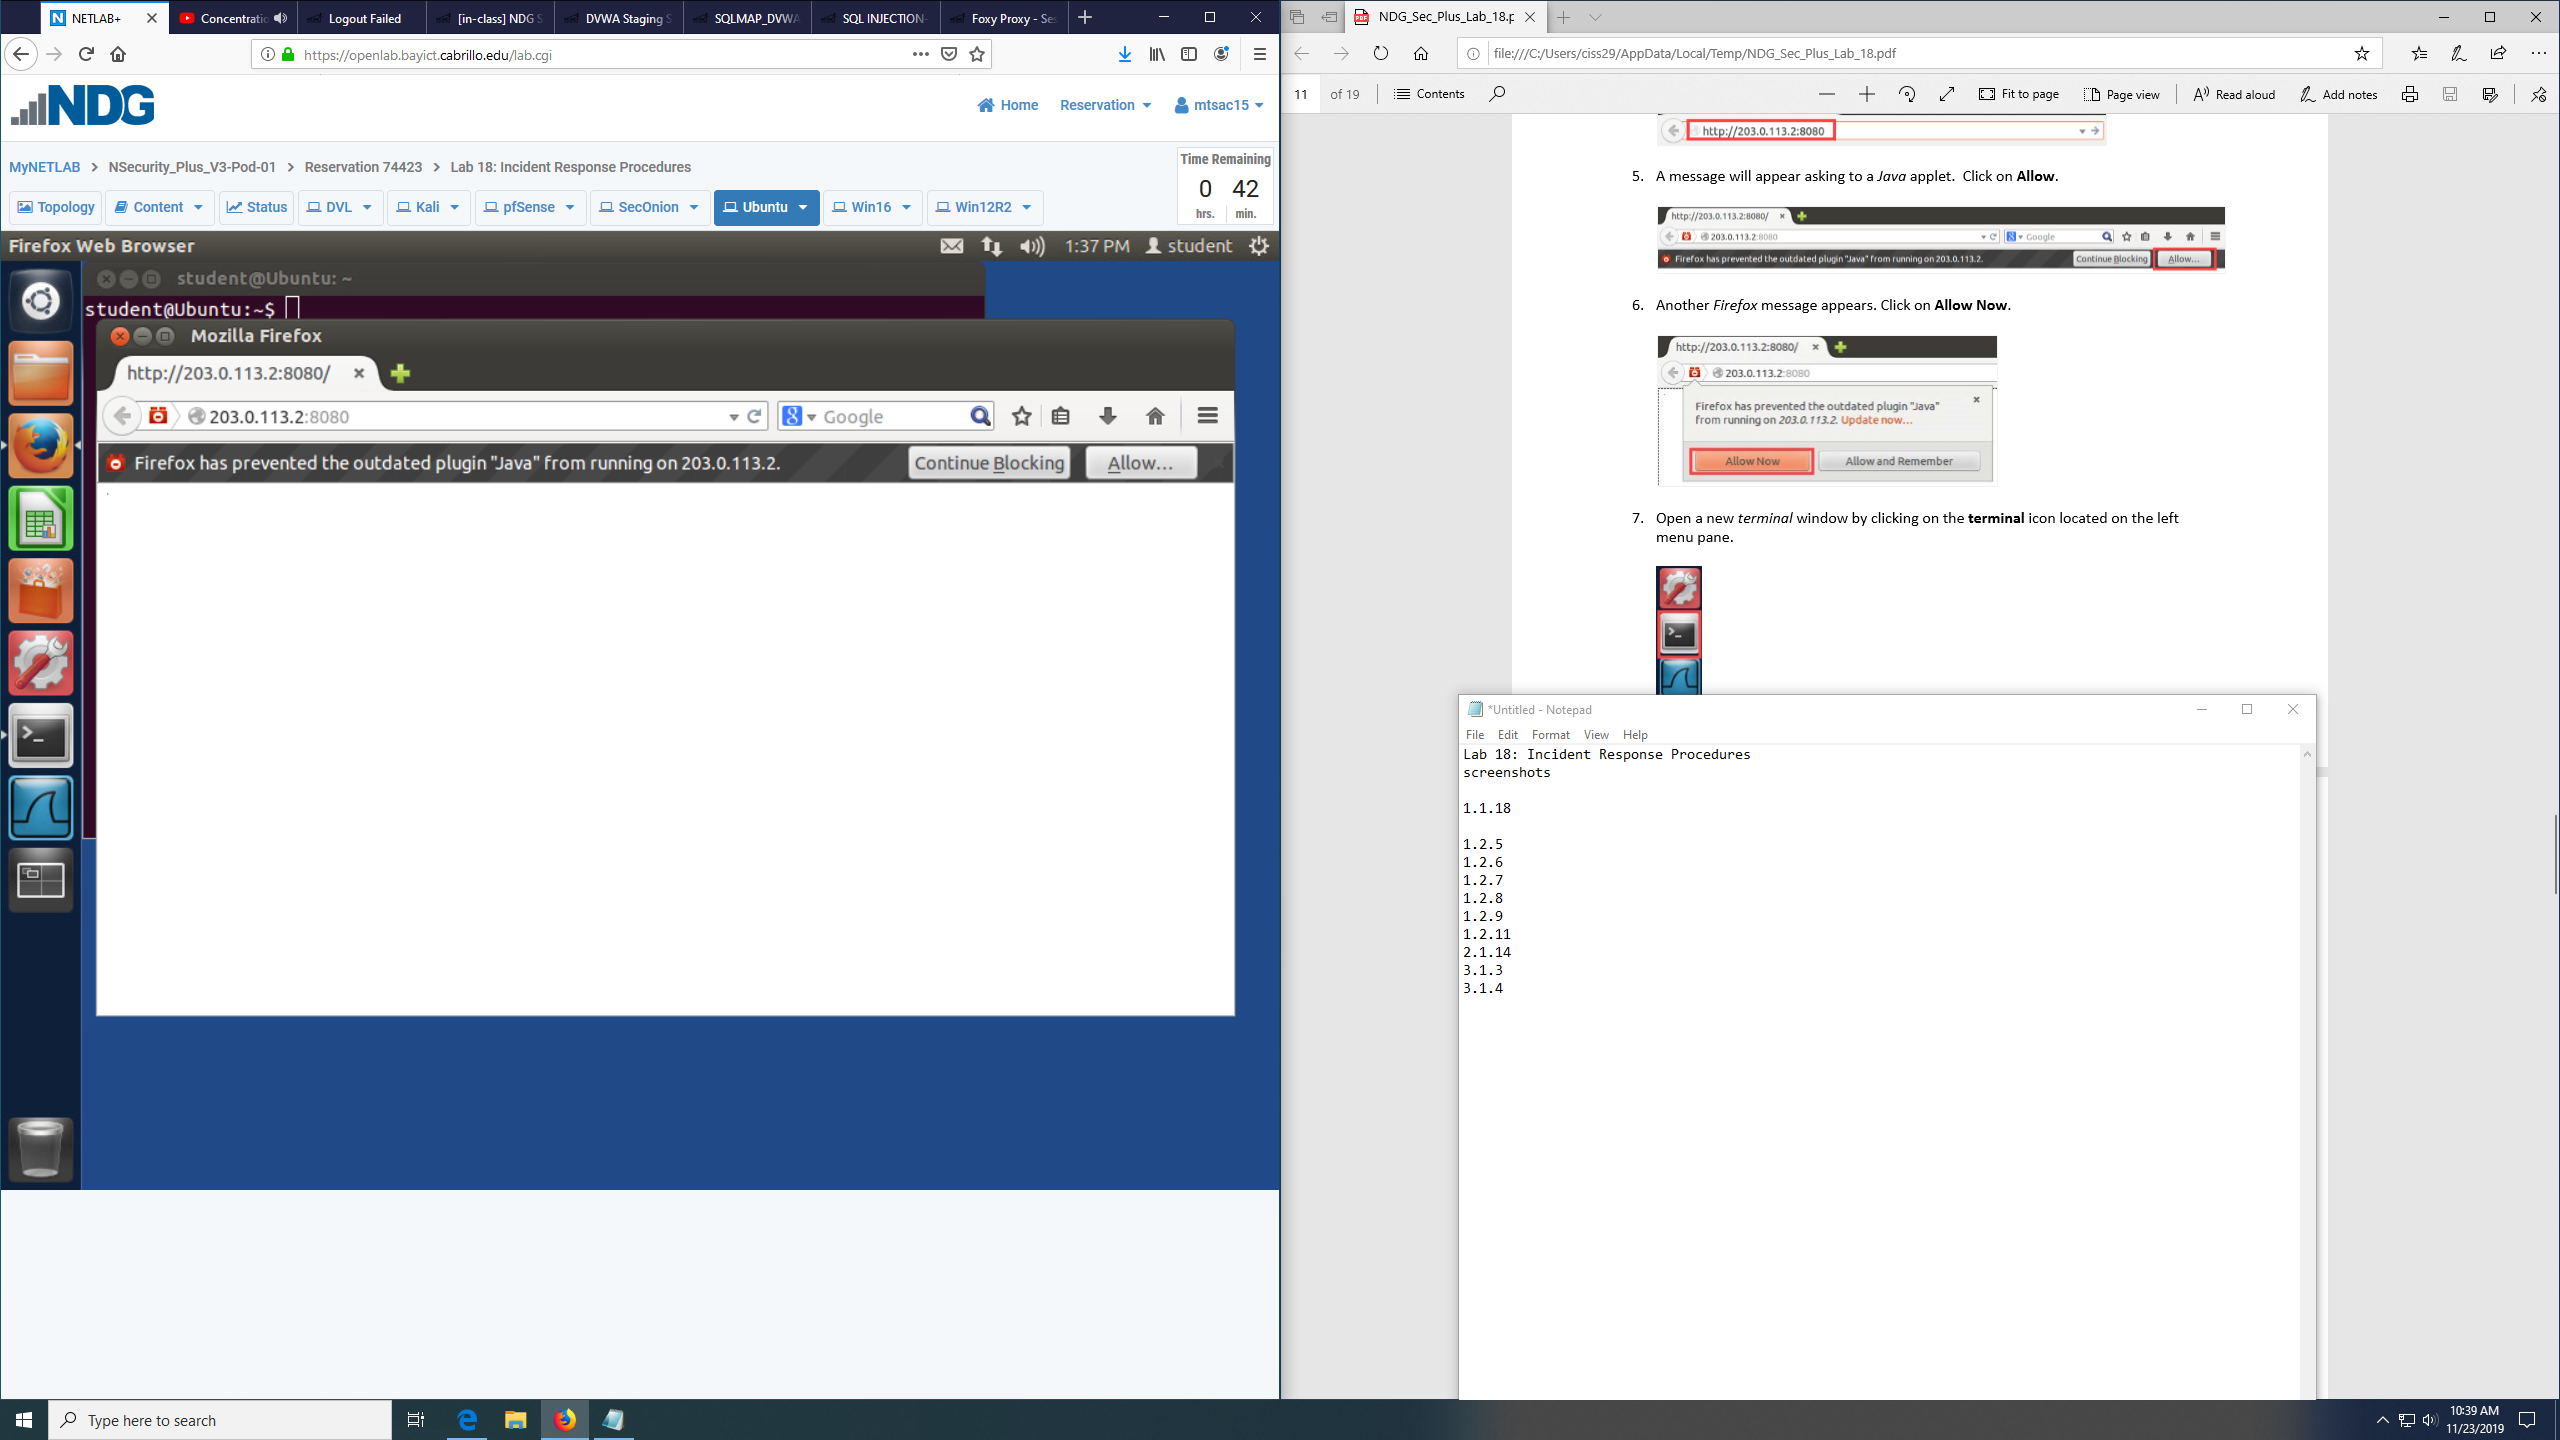 NETLAB+
Concentratio
Logout Failed
[in-class] NDG S
DVWA Staging S
SQLMAP_DVWA
SQL INJECTION-
Foxy Proxy - Ses
https://openlab.bayict.cabrillo.edu/lab.cgi
NDG
Home
Reservation
mtsac15
MyNETLAB > NSecurity_Plus_V3-Pod-01 > Reservation 74423 > Lab 18: Incident Response Procedures
Time Remaining
0 42
hrs. min.
Topology
Content
Status
DVL
Kali
pfSense
SecOnion
Ubuntu
Win16
Win12R2
Firefox Web Browser
1:37 PM
student
student@Ubuntu: ~
student@Ubuntu:~$
Mozilla Firefox
http://203.0.113.2:8080/
203.0.113.2:8080
Google
Firefox has prevented the outdated plugin "Java" from running on 203.0.113.2.
Continue Blocking
Allow...
Type here to search
NDG_Sec_Plus_Lab_18.p
file:///C:/Users/ciss29/AppData/Local/Temp/NDG_Sec_Plus_Lab_18.pdf
11 of 19
Contents
Fit to page
Page view
Read aloud
Add notes
http://203.0.113.2:8080
5. A message will appear asking to a Java applet. Click on Allow.
http://203.0.113.2:8080/
203.0.113.2:8080
Google
Firefox has prevented the outdated plugin "Java" from running on 203.0.113.2.
Continue Blocking
Allow...
6. Another Firefox message appears. Click on Allow Now.
http://203.0.113.2:8080/
203.0.113.2:8080
Firefox has prevented the outdated plugin "Java"
from running on 203.0.113.2. Update now...
Allow Now
Allow and Remember
7. Open a new terminal window by clicking on the terminal icon located on the left
menu pane.
*Untitled - Notepad
File Edit Format View Help
Lab 18: Incident Response Procedures
screenshots
1.1.18
1.2.5
1.2.6
1.2.7
1.2.8
1.2.9
1.2.11
2.1.14
3.1.3
3.1.4
10:39 AM
11/23/2019